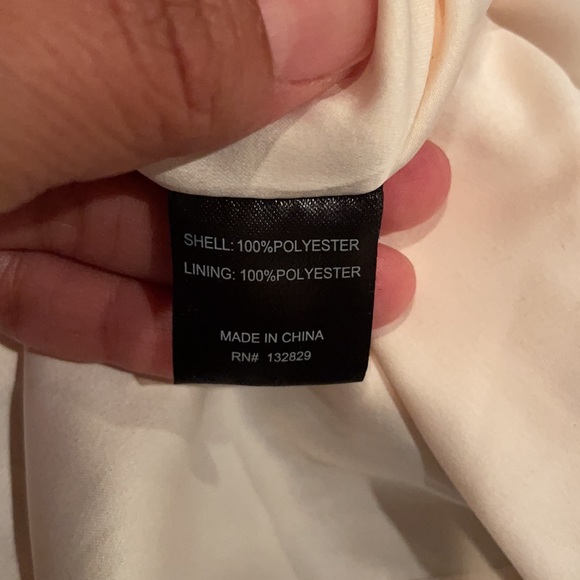 SHELL: 100%POLYESTER
LINING: 100%POLYESTER
MADE IN CHINA
RN# 132829